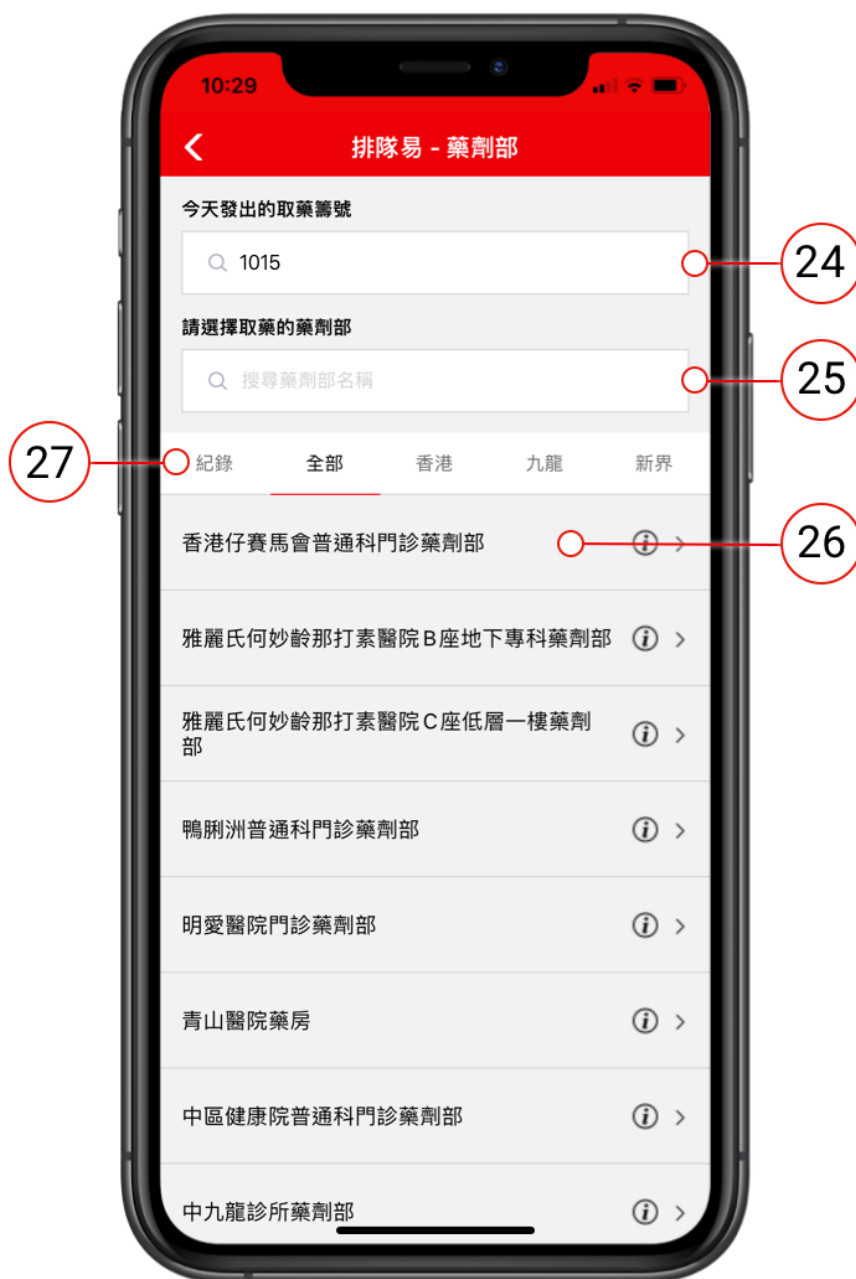 10:29
排隊易 - 藥劑部
今天發出的取藥籌號
1015
24
請選擇取藥的藥劑部
搜尋藥劑部名稱
25
27
紀錄 全部 香港 九龍 新界
香港仔賽馬會普通科門診藥劑部
26
雅麗氏何妙齡那打素醫院B座地下專科藥劑部
雅麗氏何妙齡那打素醫院C座低層一樓藥劑
部
鴨脷洲普通科門診藥劑部
明愛醫院門診藥劑部
青山醫院藥房
中區健康院普通科門診藥劑部
中九龍診所藥劑部